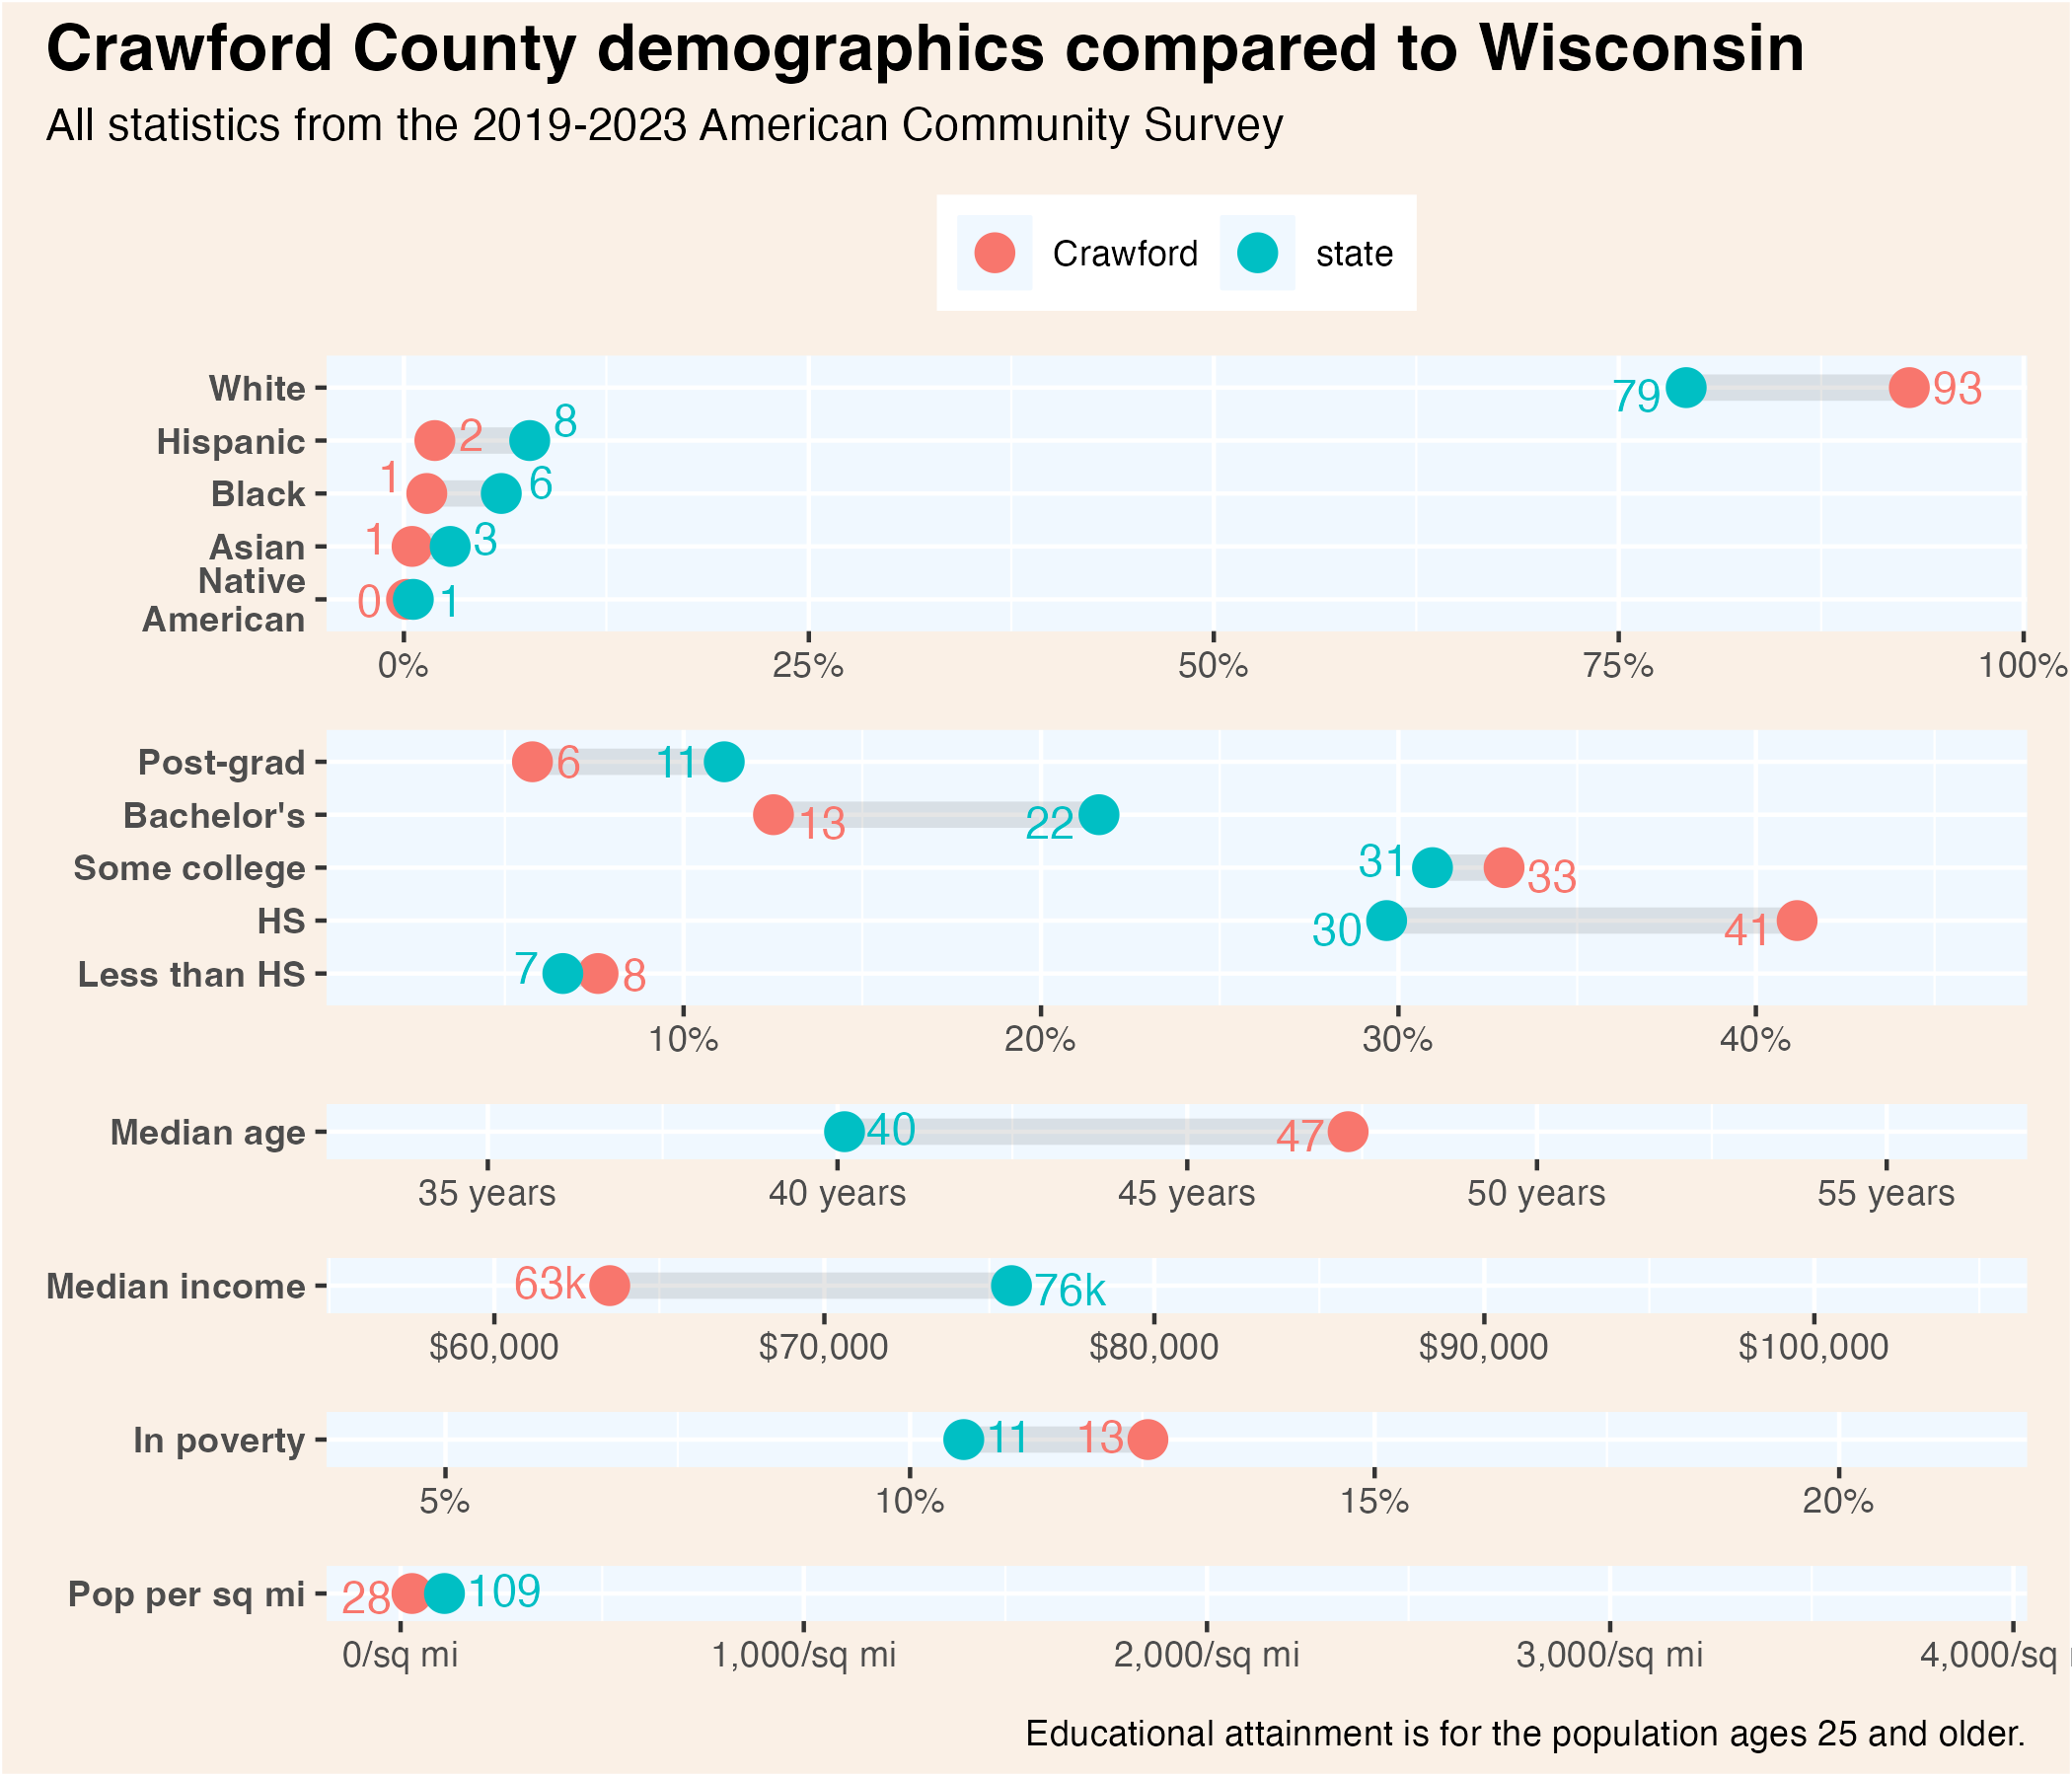 Crawford County demographics compared to Wisconsin
All statistics from the 2019-2023 American Community Survey
Crawford state
White 79 93
Hispanic 2 8
Black 1 6
Asian 1 3
Native
American
0 1
0% 25% 50% 75% 100%
Post-grad 6 11
Bachelor's 13 22
Some college 31 33
HS 30 41
Less than HS 7 8
10% 20% 30% 40%
Median age 40 47
35 years 40 years 45 years 50 years 55 years
Median income 63k 76k
$60,000 $70,000 $80,000 $90,000 $100,000
In poverty 11 13
5% 10% 15% 20%
Pop per sq mi 28 109
0/sq mi 1,000/sq mi 2,000/sq mi 3,000/sq mi 4,000/sq
Educational attainment is for the population ages 25 and older.